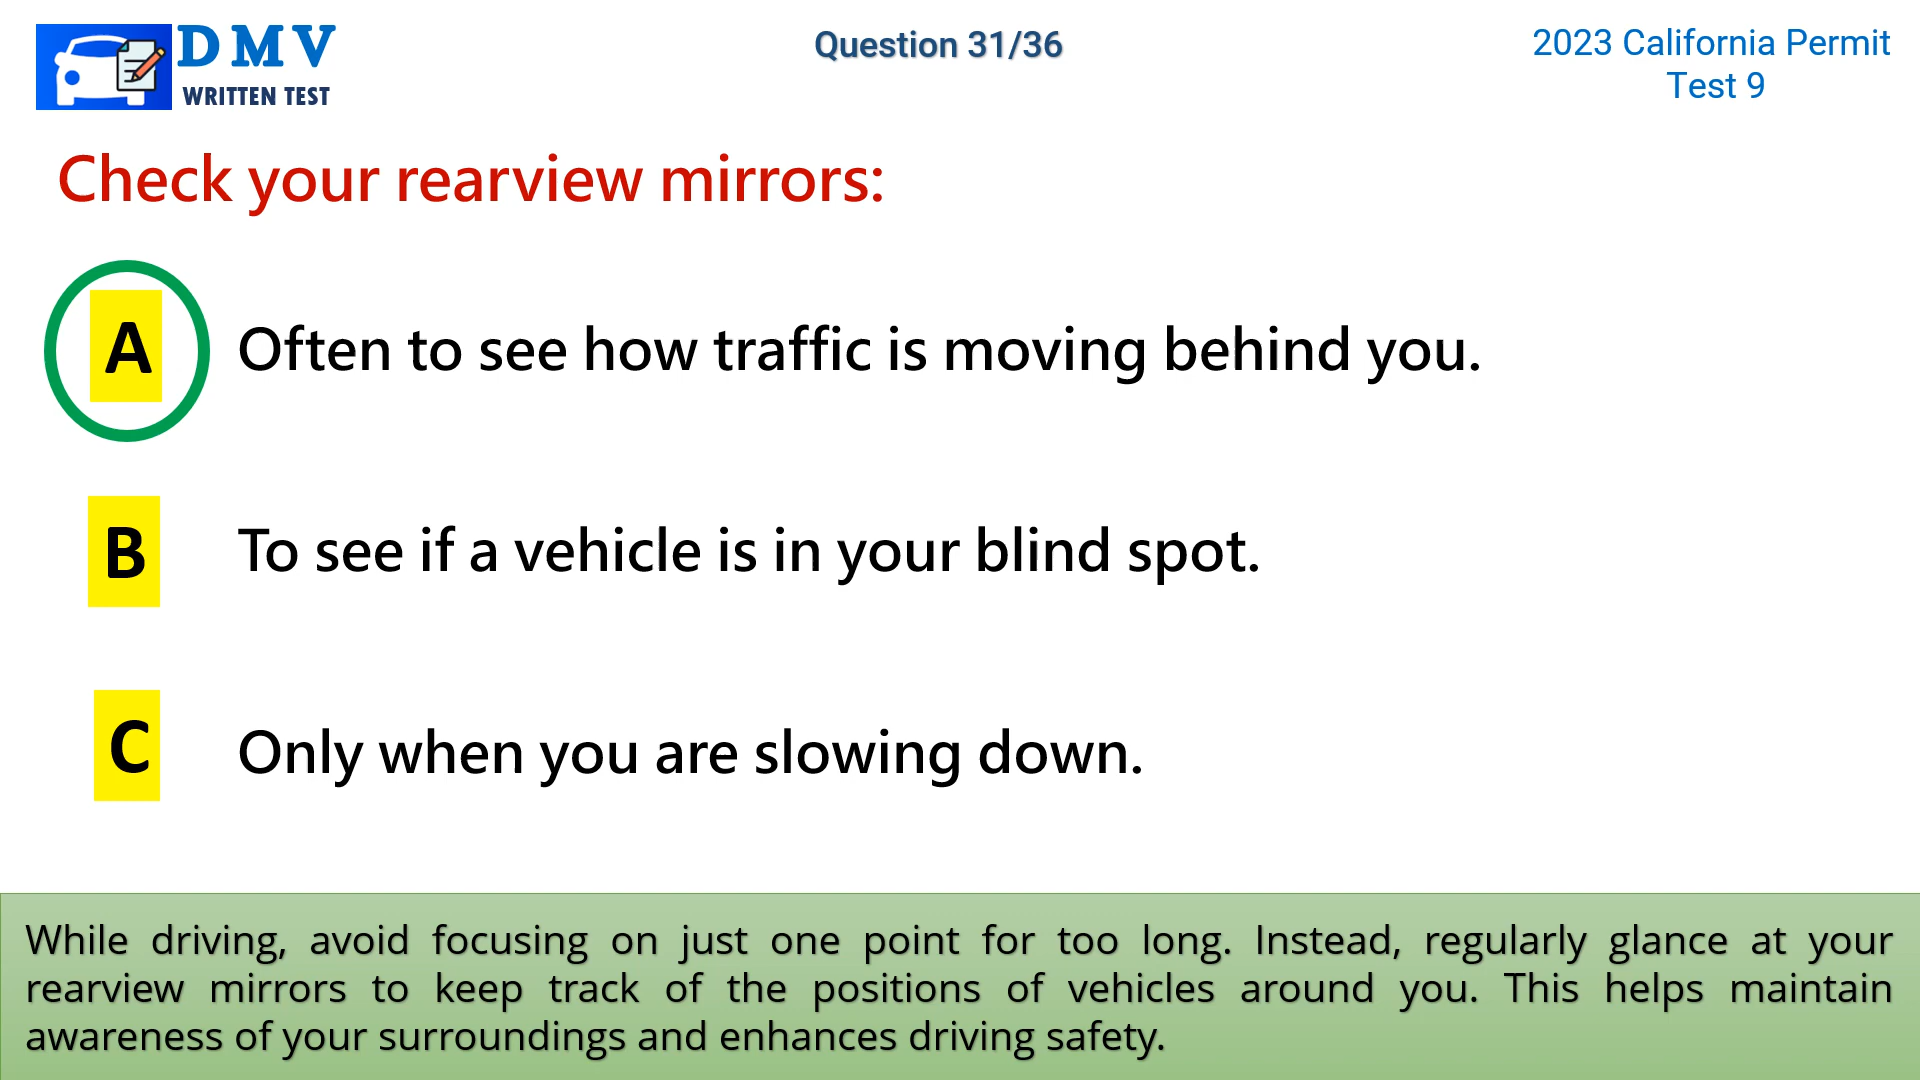 DMV
WRITTEN TEST
Question 31/36
2023 California Permit
Test 9
Check your rearview mirrors:
A Often to see how traffic is moving behind you.
B To see if a vehicle is in your blind spot.
C Only when you are slowing down.
While driving, avoid focusing on just one point for too long. Instead, regularly glance at your
rearview mirrors to keep track of the positions of vehicles around you. This helps maintain
awareness of your surroundings and enhances driving safety.